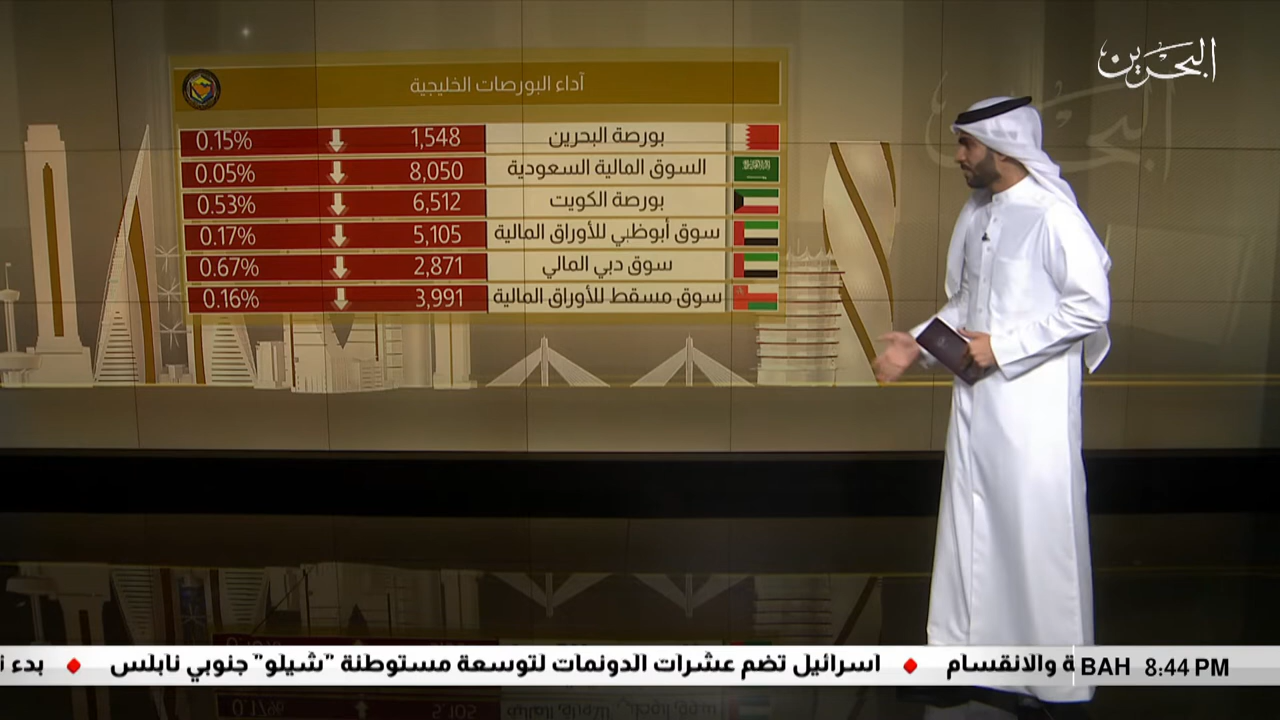 البحرين
آداء البورصات الخليجية
بورصة البحرين 1,548 0.15%
السوق المالية السعودية 8,050 0.05%
بورصة الكويت 6,512 0.53%
سوق أبوظبي للأوراق المالية 5,105 0.17%
سوق دبي المالي 2,871 0.67%
سوق مسقط للأوراق المالية 3,991 0.16%
BAH 8:44 PM
والانقسام
اسرائيل تضم عشرات الدونمات لتوسعة مستوطنة "شيلو" جنوبي نابلس
بدء